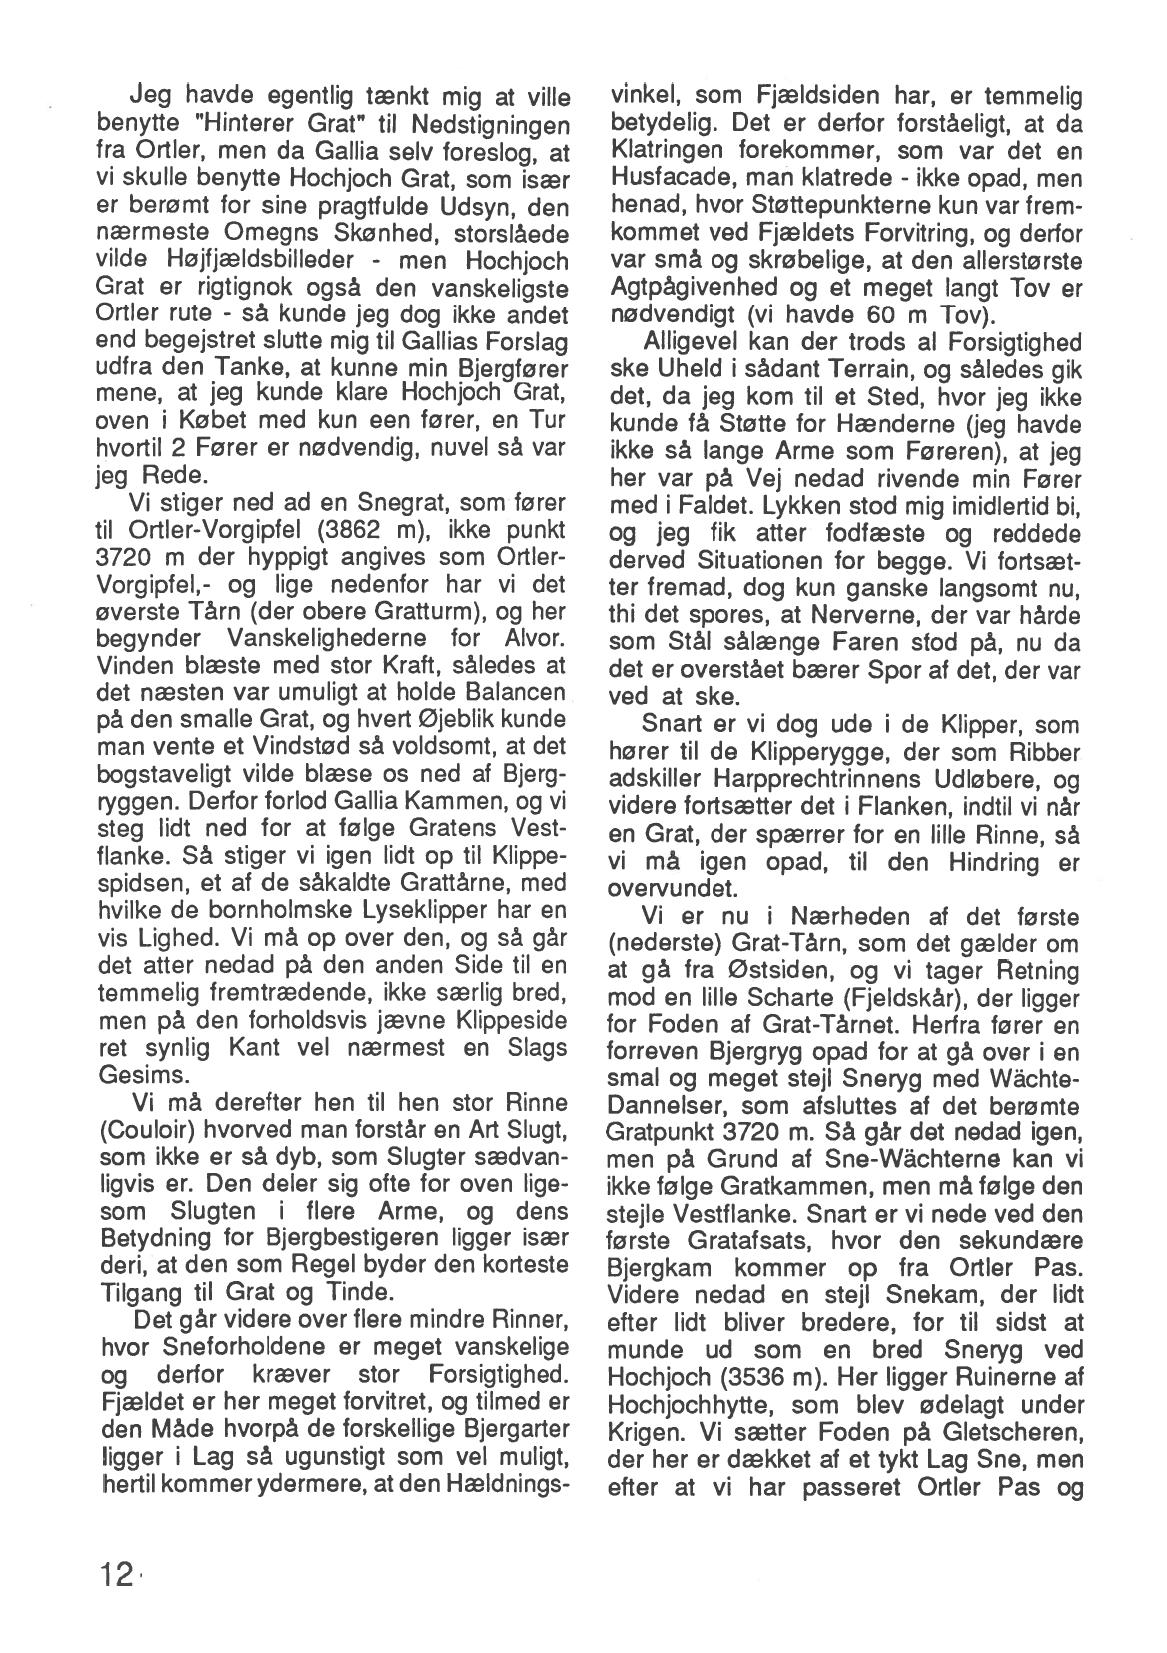 Jeg havde egentlig tænkt mig at ville
benytte "Hinterer Grat" til Nedstigningen
fra Ortler, men da Gallia selv foreslog, at
vi skulle benytte Hochjoch Grat, som især
er berømt for sine pragtfulde Udsyn, den
nærmeste Omegns Skønhed, storslåede
vilde Højfjældsbilleder - men Hochjoch
Grat er rigtignok også den vanskeligste
Ortler rute - så kunde jeg dog ikke andet
end begejstret slutte mig til Gallias Forslag
udfra den Tanke, at kunne min Bjergfører
mene, at jeg kunde klare Hochjoch Grat,
oven i Købet med kun een fører, en Tur
hvortil 2 Fører er nødvendig, nuvel så var
jeg Rede.
Vi stiger ned ad en Snegrat, som fører
til Ortler-Vorgipfel (3862 m), ikke punkt
3720 m der hyppigt angives som Ortler-
Vorgipfel,- og lige nedenfor har vi det
øverste Tårn (der obere Gratturm), og her
begynder Vanskelighederne for Alvor.
Vinden blæste med stor Kraft, således at
det næsten var umuligt at holde Balancen
på den smalle Grat, og hvert Øjeblik kunde
man vente et Vindstød så voldsomt, at det
bogstaveligt vilde blæse os ned af Bjerg-
ryggen. Derfor forlod Gallia Kammen, og vi
steg lidt ned for at følge Gratens Vest-
flanke. Så stiger vi igen lidt op til Klippe-
spidsen, et af de såkaldte Grattårne, med
hvilke de bornholmske Lyseklipper har en
vis Lighed. Vi må op over den, og så går
det atter nedad på den anden Side til en
temmelig fremtrædende, ikke særlig bred,
men på den forholdsvis jævne Klippeside
ret synlig Kant vel nærmest en Slags
Gesims.
Vi må derefter hen til hen stor Rinne
(Couloir) hvorved man forstår en Art Slugt,
som ikke er så dyb, som Slugter sædvan-
ligvis er. Den deler sig ofte for oven lige-
som Slugten i flere Arme, og dens
Betydning for Bjergbestigeren ligger især
deri, at den som Regel byder den korteste
Tilgang til Grat og Tinde.
Det går videre over flere mindre Rinner,
hvor Sneforholdene er meget vanskelige
og derfor kræver stor Forsigtighed.
Fjældet er her meget forvitret, og tilmed er
den Måde hvorpå de forskellige Bjergarter
ligger i Lag så ugunstigt som vel muligt,
hertil kommer ydermere, at den Hældnings-
vinkel, som Fjældsiden har, er temmelig
betydelig. Det er derfor forståeligt, at da
Klatringen forekommer, som var det en
Husfacade, man klatrede - ikke opad, men
henad, hvor Støttepunkterne kun var frem-
kommet ved Fjældets Forvitring, og derfor
var små og skrøbelige, at den allerstørste
Agtpågivenhed og et meget langt Tov er
nødvendigt (vi havde 60 m Tov).
Alligevel kan der trods al Forsigtighed
ske Uheld i sådant Terrain, og således gik
det, da jeg kom til et Sted, hvor jeg ikke
kunde få Støtte for Hænderne (jeg havde
ikke så lange Arme som Føreren), at jeg
her var på Vej nedad rivende min Fører
med i Faldet. Lykken stod mig imidlertid bi,
og jeg fik atter fodfæste og reddede
derved Situationen for begge. Vi fortsæt-
ter fremad, dog kun ganske langsomt nu,
thi det spores, at Nerverne, der var hårde
som Stål sålænge Faren stod på, nu da
det er overstået bærer Spor af det, der var
ved at ske.
Snart er vi dog ude i de Klipper, som
hører til de Klipperygge, der som Ribber
adskiller Harpprechtrinnens Udløbere, og
videre fortsætter det i Flanken, indtil vi når
en Grat, der spærrer for en lille Rinne, så
vi må igen opad, til den Hindring er
overvundet.
Vi er nu i Nærheden af det første
(nederste) Grat-Tårn, som det gælder om
at gå fra Østsiden, og vi tager Retning
mod en lille Scharte (Fjeldskår), der ligger
for Foden af Grat-Tårnet. Herfra fører en
forreven Bjergryg opad for at gå over i en
smal og meget stejl Sneryg med Wächte-
Dannelser, som afsluttes af det berømte
Gratpunkt 3720 m. Så går det nedad igen,
men på Grund af Sne-Wächterne kan vi
ikke følge Gratkammen, men må følge den
stejle Vestflanke. Snart er vi nede ved den
første Gratafsats, hvor den sekundære
Bjergkam kommer op fra Ortler Pas.
Videre nedad en stejl Snekam, der lidt
efter lidt bliver bredere, for til sidst at
munde ud som en bred Sneryg ved
Hochjoch (3536 m). Her ligger Ruinerne af
Hochjochhytte, som blev ødelagt under
Krigen. Vi sætter Foden på Gletscheren,
der her er dækket af et tykt Lag Sne, men
efter at vi har passeret Ortler Pas og
12